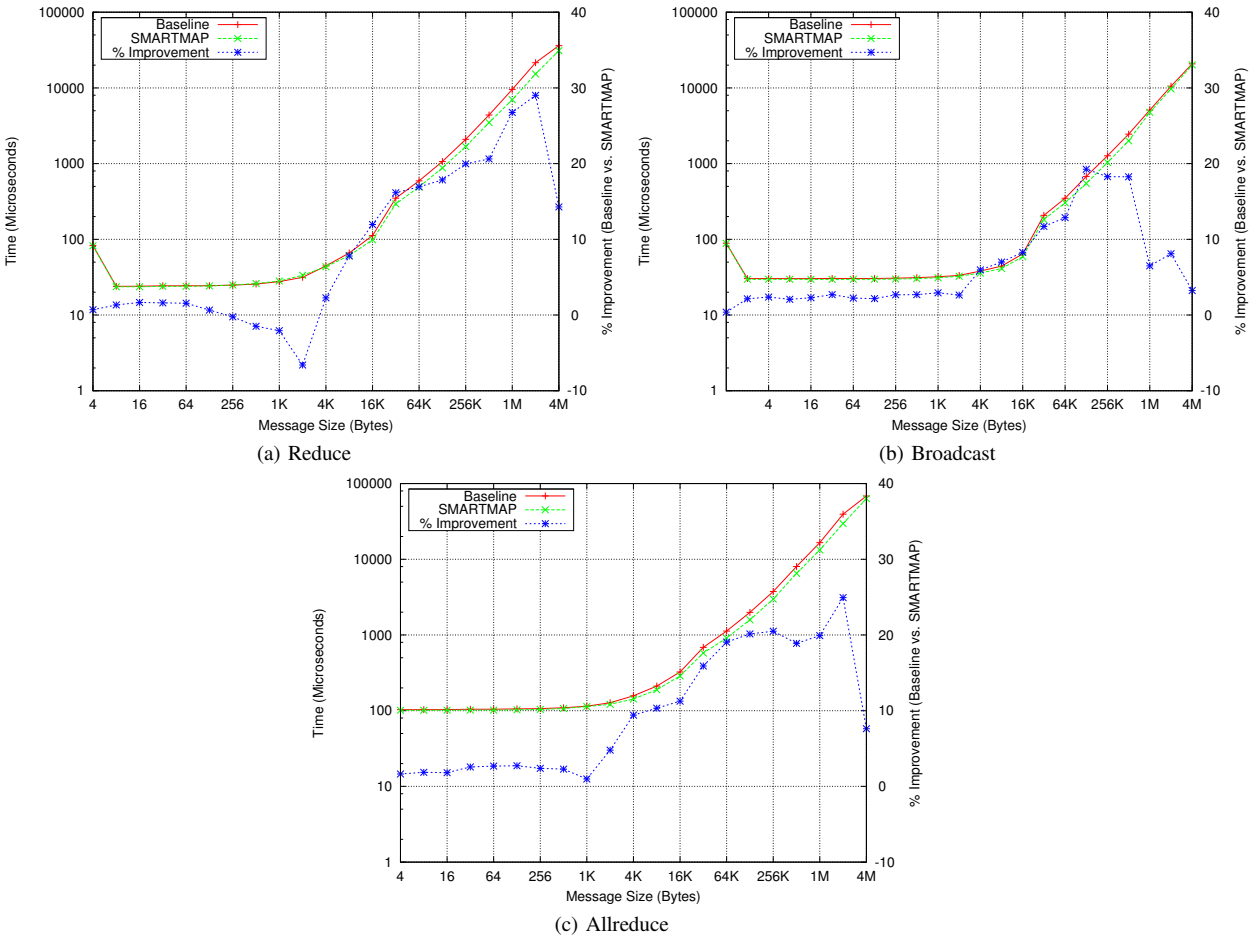 100000
10000
1000
100
10
1
Time (Microseconds)
Baseline
SMARTMAP
% Improvement
40
30
20
10
0
-10
% Improvement (Baseline vs. SMARTMAP)
4 16 64 256 1K 4K 16K 64K 256K 1M 4M
Message Size (Bytes)
(a) Reduce
100000
10000
1000
100
10
1
Time (Microseconds)
Baseline
SMARTMAP
% Improvement
40
30
20
10
0
-10
% Improvement (Baseline vs. SMARTMAP)
4 16 64 256 1K 4K 16K 64K 256K 1M 4M
Message Size (Bytes)
(b) Broadcast
100000
10000
1000
100
10
1
Time (Microseconds)
Baseline
SMARTMAP
% Improvement
40
30
20
10
0
-10
% Improvement (Baseline vs. SMARTMAP)
4 16 64 256 1K 4K 16K 64K 256K 1M 4M
Message Size (Bytes)
(c) Allreduce